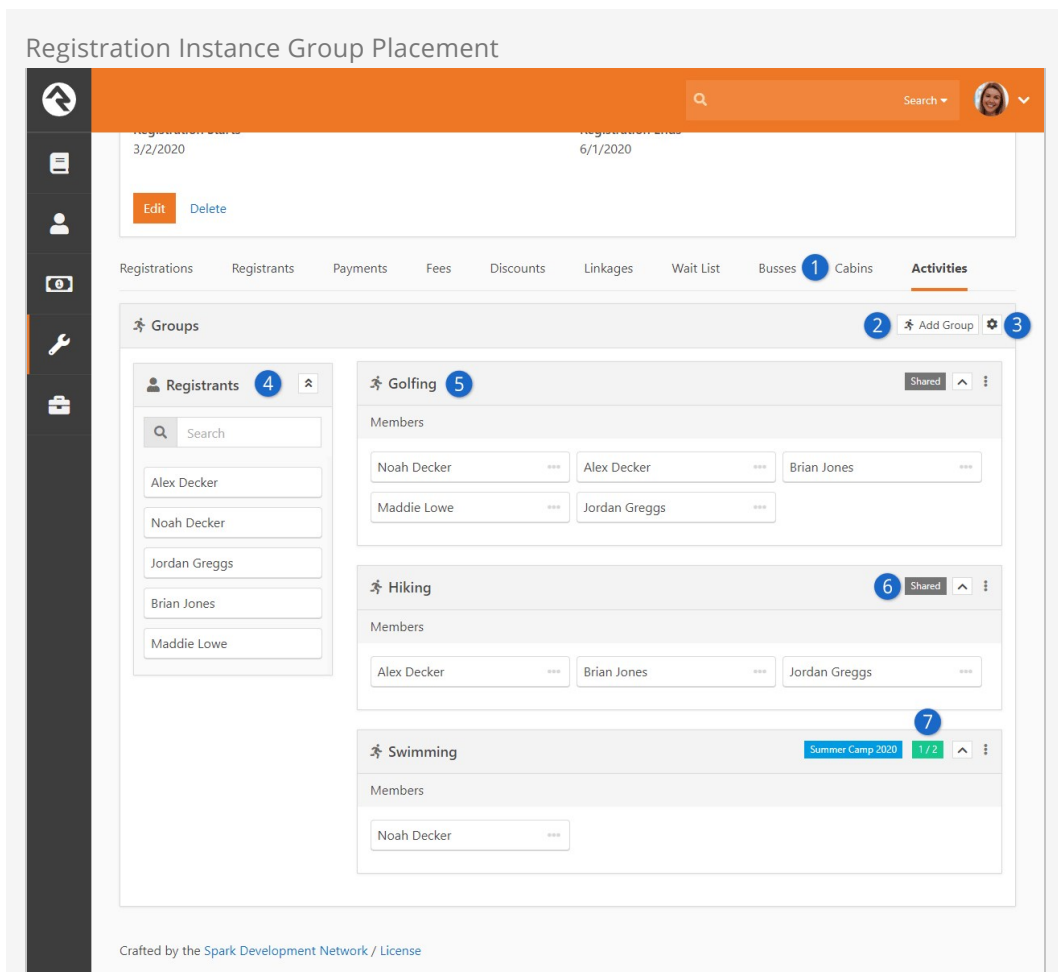 Registration Instance Group Placement
Search
3/2/2020 6/1/2020
Edit Delete
Registrations Registrants Payments Fees Discounts Linkages Wait List Busses 1 Cabins Activities
Groups 2 Add Group 3
Registrants 4
Search
Alex Decker
Noah Decker
Jordan Greggs
Brian Jones
Maddie Lowe
Golfing 5 Shared
Members
Noah Decker Alex Decker Brian Jones
Maddie Lowe Jordan Greggs
Hiking 6 Shared
Members
Alex Decker Brian Jones Jordan Greggs
7
Swimming Summer Camp 2020 1 / 2
Members
Noah Decker
Crafted by the Spark Development Network / License